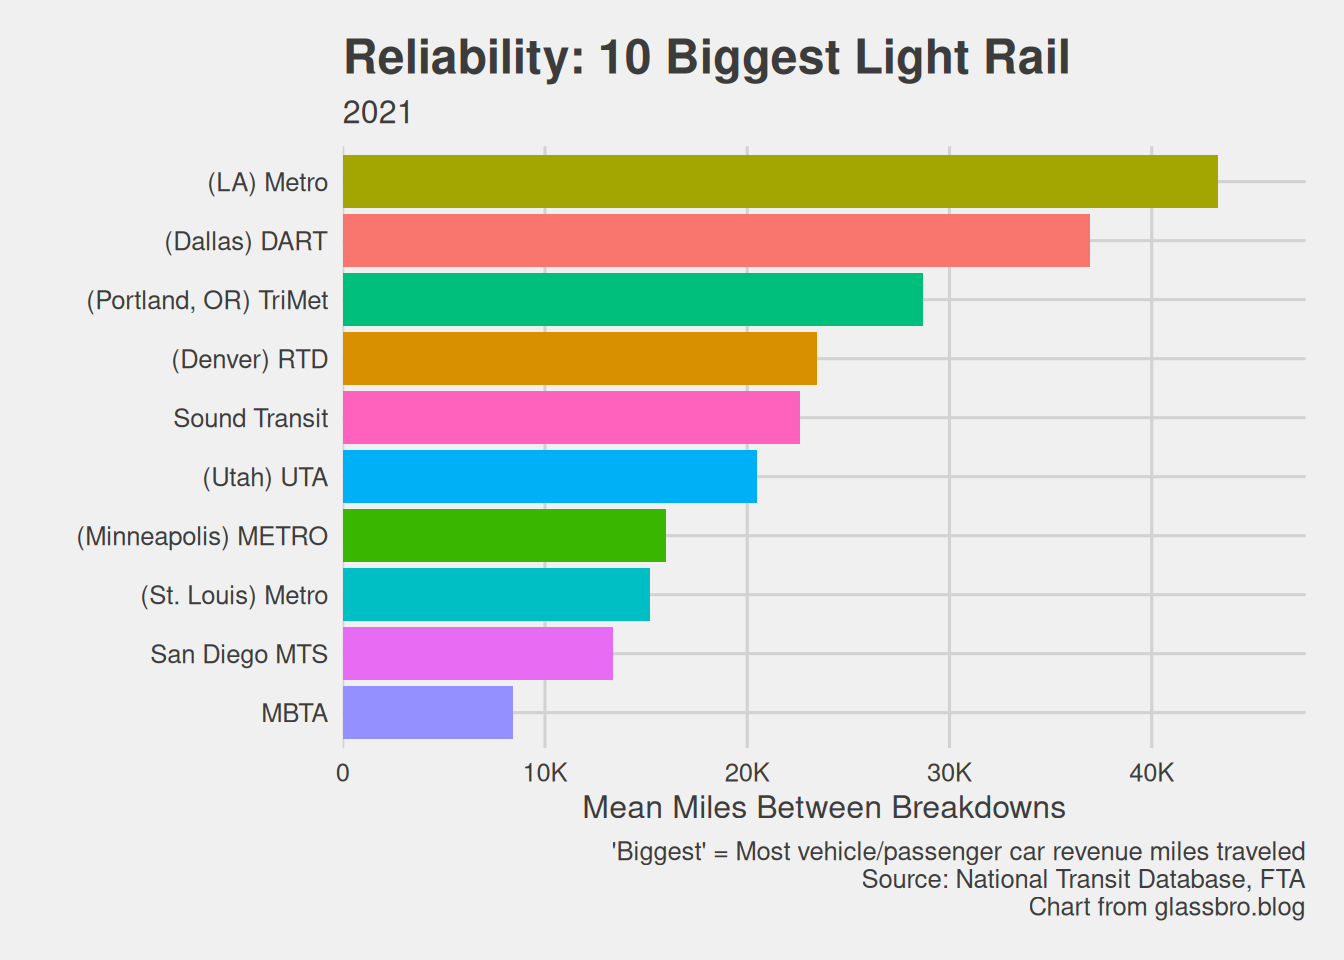 Reliability: 10 Biggest Light Rail
2021
(LA) Metro
(Dallas) DART
(Portland, OR) TriMet
(Denver) RTD
Sound Transit
(Utah) UTA
(Minneapolis) METRO
(St. Louis) Metro
San Diego MTS
MBTA
0 10K 20K 30K 40K
Mean Miles Between Breakdowns
'Biggest' = Most vehicle/passenger car revenue miles traveled
Source: National Transit Database, FTA
Chart from glassbro.blog